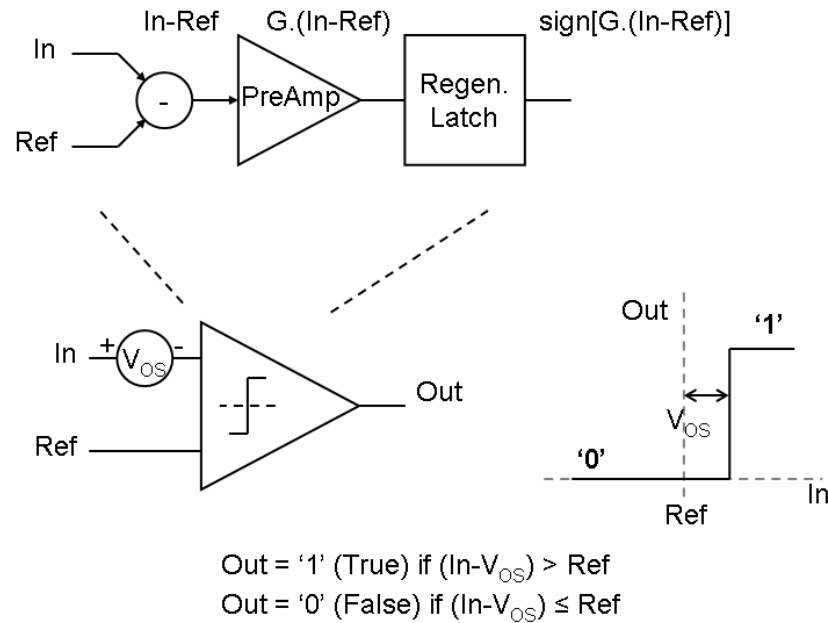 In-Ref G.(In-Ref) sign[G.(In-Ref)]
In
Ref
-
PreAmp
Regen.
Latch
In
+ VOS -
Ref
Out
Out
'1'
VOS
'0'
In
Ref
Out = '1' (True) if (In-VOS) > Ref
Out = '0' (False) if (In-VOS) ≤ Ref